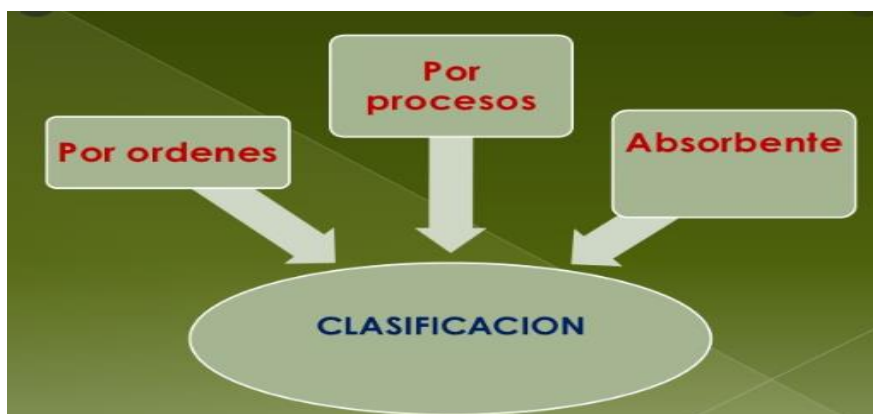 Por ordenes
Por
procesos
Absorbente
CLASIFICACION